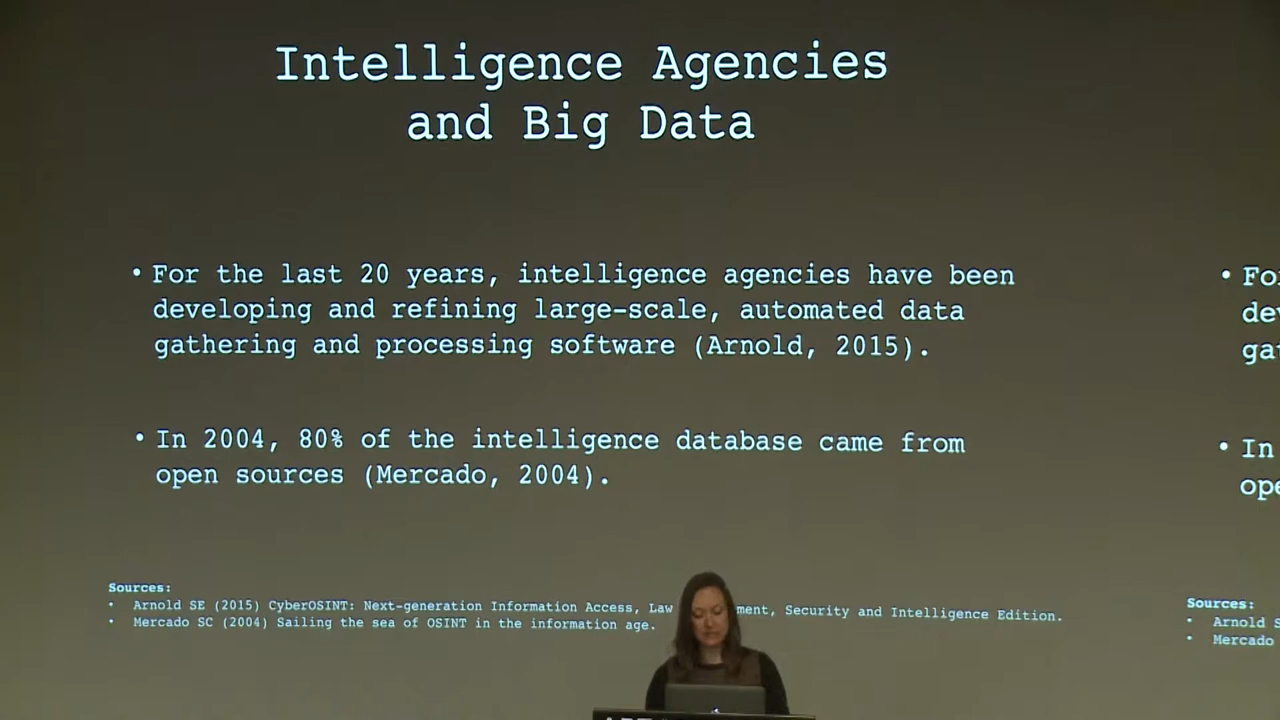 Intelligence Agencies
and Big Data
• For the last 20 years, intelligence agencies have been
developing and refining large-scale, automated data
gathering and processing software (Arnold, 2015).
• In 2004, 80% of the intelligence database came from
open sources (Mercado, 2004).
Sources:
• Arnold SE (2015) CyberOSINT: Next-generation Information Access, Law ment, Security and Intelligence Edition.
• Mercado SC (2004) Sailing the sea of OSINT in the information age.
• Fo
de
ga
• In
ope
Sources:
• Arnold S
• Mercado